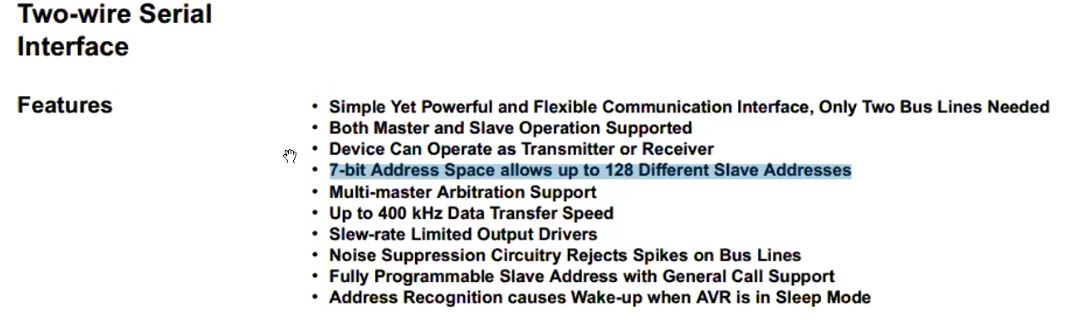 Two-wire Serial
Interface
Features
• Simple Yet Powerful and Flexible Communication Interface, Only Two Bus Lines Needed
• Both Master and Slave Operation Supported
• Device Can Operate as Transmitter or Receiver
• 7-bit Address Space allows up to 128 Different Slave Addresses
• Multi-master Arbitration Support
• Up to 400 kHz Data Transfer Speed
• Slew-rate Limited Output Drivers
• Noise Suppression Circuitry Rejects Spikes on Bus Lines
• Fully Programmable Slave Address with General Call Support
• Address Recognition causes Wake-up when AVR is in Sleep Mode